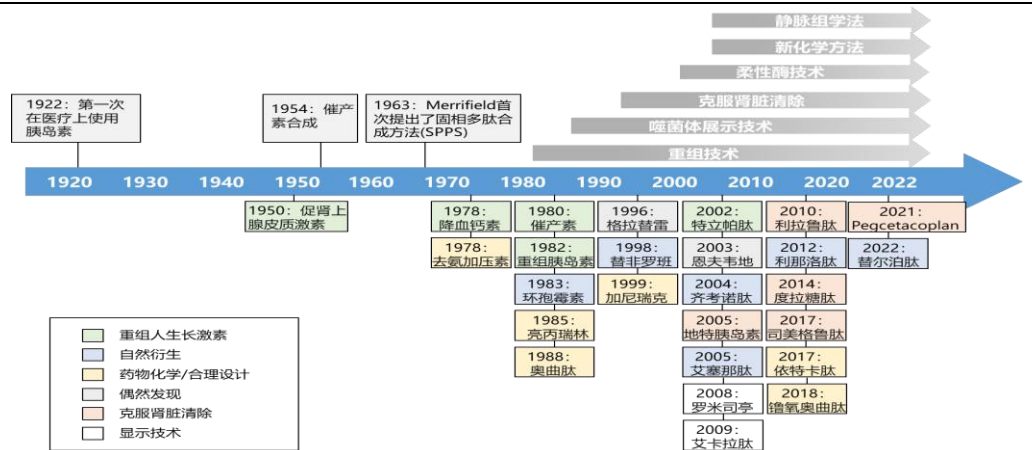 静脉组学法
新化学方法
柔性酶技术
克服肾脏清除
噬菌体展示技术
重组技术
1922：第一次
在医疗上使用
胰岛素
1954：催产
素合成
1963：Merrifield首
次提出了固相多肽合
成方法(SPPS)
1920 1930 1940 1950 1960 1970 1980 1990 2000 2010 2020 2022
1950：促肾上
腺皮质激素
1978：
降血钙素
1978：
去氨加压素
1980：
催产素
1982：
重组胰岛素
1983：
环孢霉素
1985：
亮丙瑞林
1988：
奥曲肽
1996：
格拉替雷
1998：
替非罗班
1999：
加尼瑞克
2002：
特立帕肽
2003：
恩夫韦地
2004：
齐考诺肽
2005：
地特胰岛素
2005：
艾塞那肽
2008：
罗米司亭
2009：
艾卡拉肽
2010：
利拉鲁肽
2012：
利那洛肽
2014：
度拉糖肽
2017：
司美格鲁肽
2017：
依特卡肽
2018：
镥氧奥曲肽
2021：
Pegcetacoplan
2022：
替尔泊肽
重组人生长激素
自然衍生
药物化学/合理设计
偶然发现
克服肾脏清除
显示技术